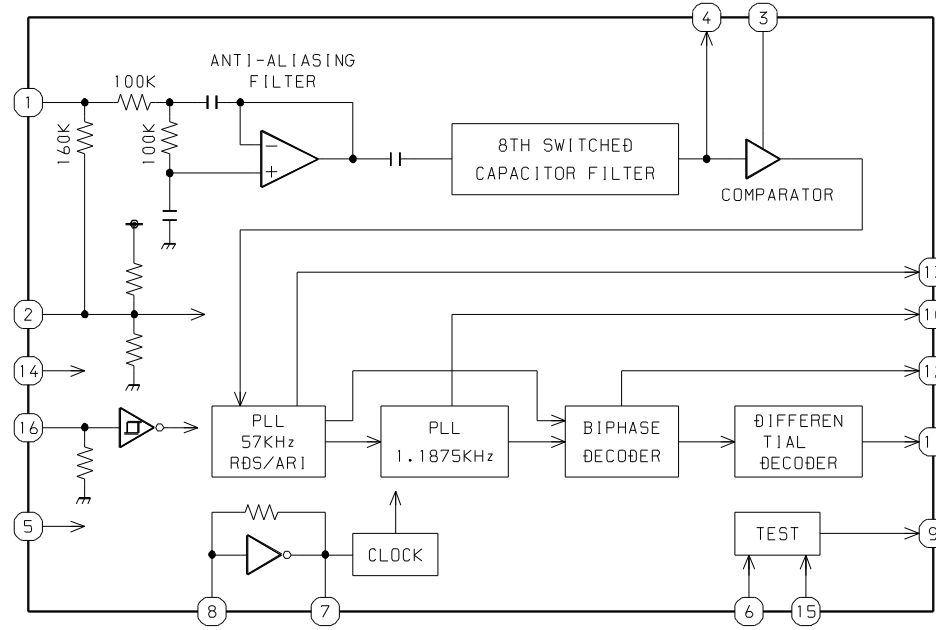 4
3
ANTI-ALIASING
FILTER
100K
1
160K
100K
8TH SWITCHED
CAPACITOR FILTER
COMPARATOR
2
14
16
PLL
57KHz
RDS/ARI
PLL
1.1875KHz
BIPHASE
DECODER
DIFFEREN
TIAL
DECODER
5
CLOCK
TEST
9
8
7
6
15